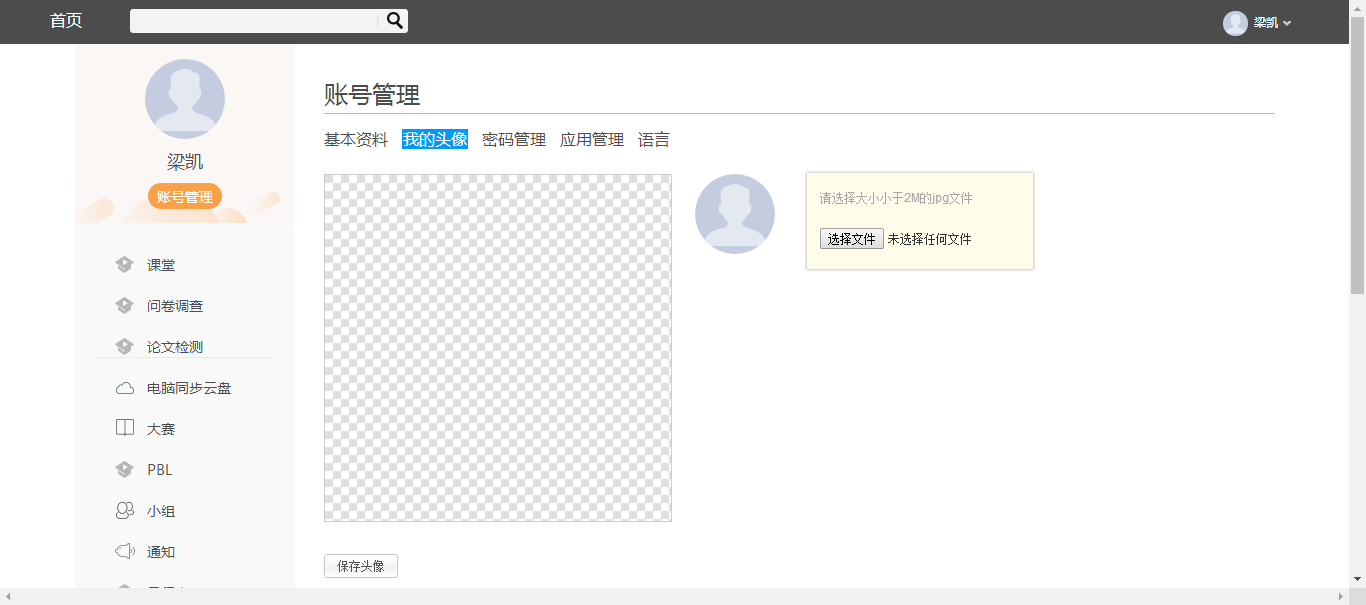 首页
梁凯
梁凯
账号管理
课堂
问卷调查
论文检测
电脑同步云盘
大赛
PBL
小组
通知
账号管理
基本资料 我的头像 密码管理 应用管理 语言
请选择大小小于2M的jpg文件
选择文件 未选择任何文件
保存头像